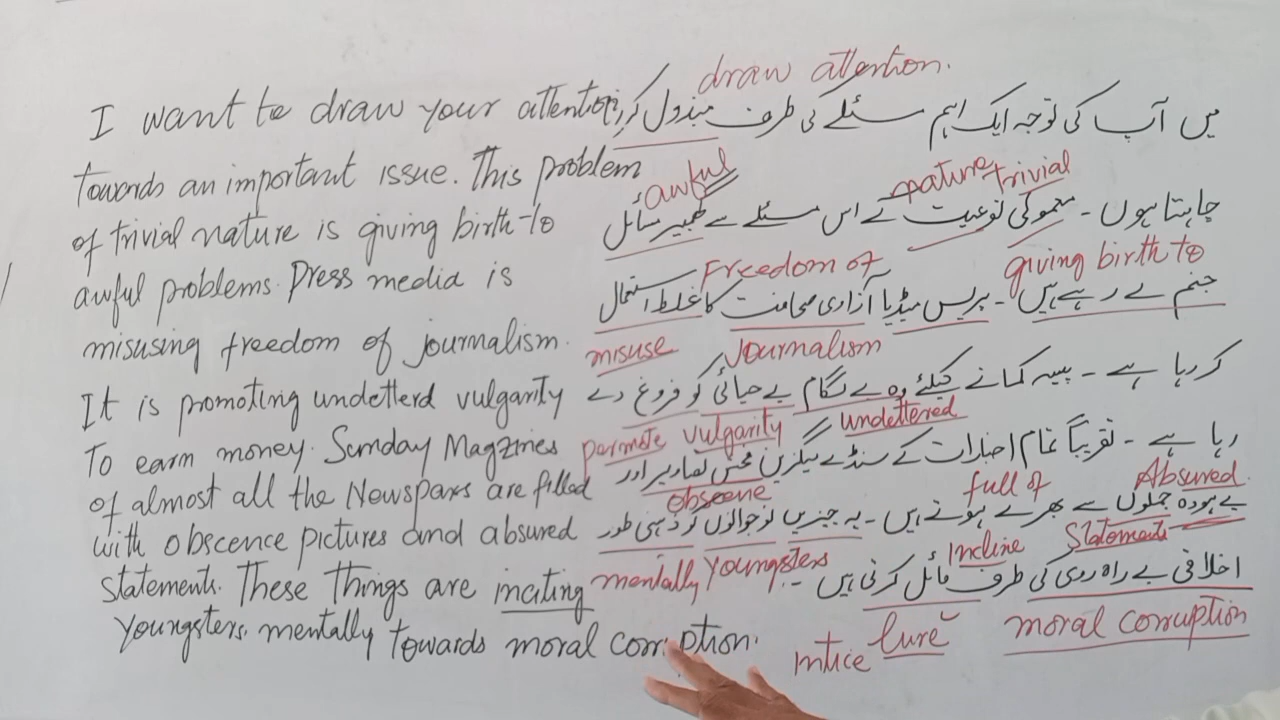 I want to draw your attention
towards an important issue. This problem
of trivial nature is giving birth to
awful problems. Press media is
misusing freedom of journalism.
It is promoting undetterd vulgarity
To earn money. Sunday Magzines
of almost all the Newspaxs are filled
with obscence pictures and absured
statements. These things are inciting
Youngsters mentally towards moral corruption.
draw attention.
میں آپ کی توجہ ایک اہم مسئلے کی طرف مبذول کرنا
awful nature trivial
چاہتا ہوں۔ معمولی نوعیت کے اس مسئلے سے گھمبیر مسائل
Freedom of giving birth to
جنم لے رہے ہیں۔ پریس میڈیا آزادی صحافت کا غلط استعمال
misuse Journalism
کر رہا ہے۔ پیسہ کمانے کیلئے وہ بے لگام بے حیائی کو فروغ دے
permote vulgarity undettered
رہا ہے۔ تقریباً تمام اخبارات کے سنڈے میگزین فحش تصاویر اور
obscene full of Absured
بے ہودہ جملوں سے بھرے ہوتے ہیں۔ یہ چیزیں نوجوانوں کو ذہنی طور
mentally Youngsters Incline Statements
اخلاقی بے راہ روی کی طرف مائل کرتی ہیں۔
intice lure moral corruption